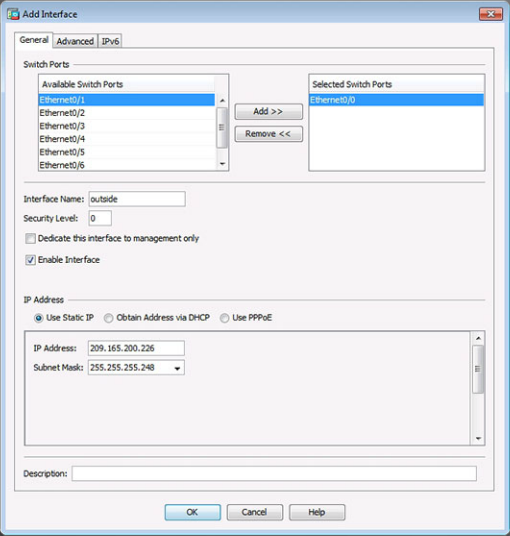 Add Interface
General Advanced IPv6
Switch Ports
Available Switch Ports
Ethernet0/1
Ethernet0/2
Ethernet0/3
Ethernet0/4
Ethernet0/5
Ethernet0/6
Add >>
Remove <<
Selected Switch Ports
Ethernet0/0
Interface Name: outside
Security Level: 0
Dedicate this interface to management only
Enable Interface
IP Address
Use Static IP Obtain Address via DHCP Use PPPoE
IP Address: 209.165.200.226
Subnet Mask: 255.255.255.248
Description:
OK Cancel Help